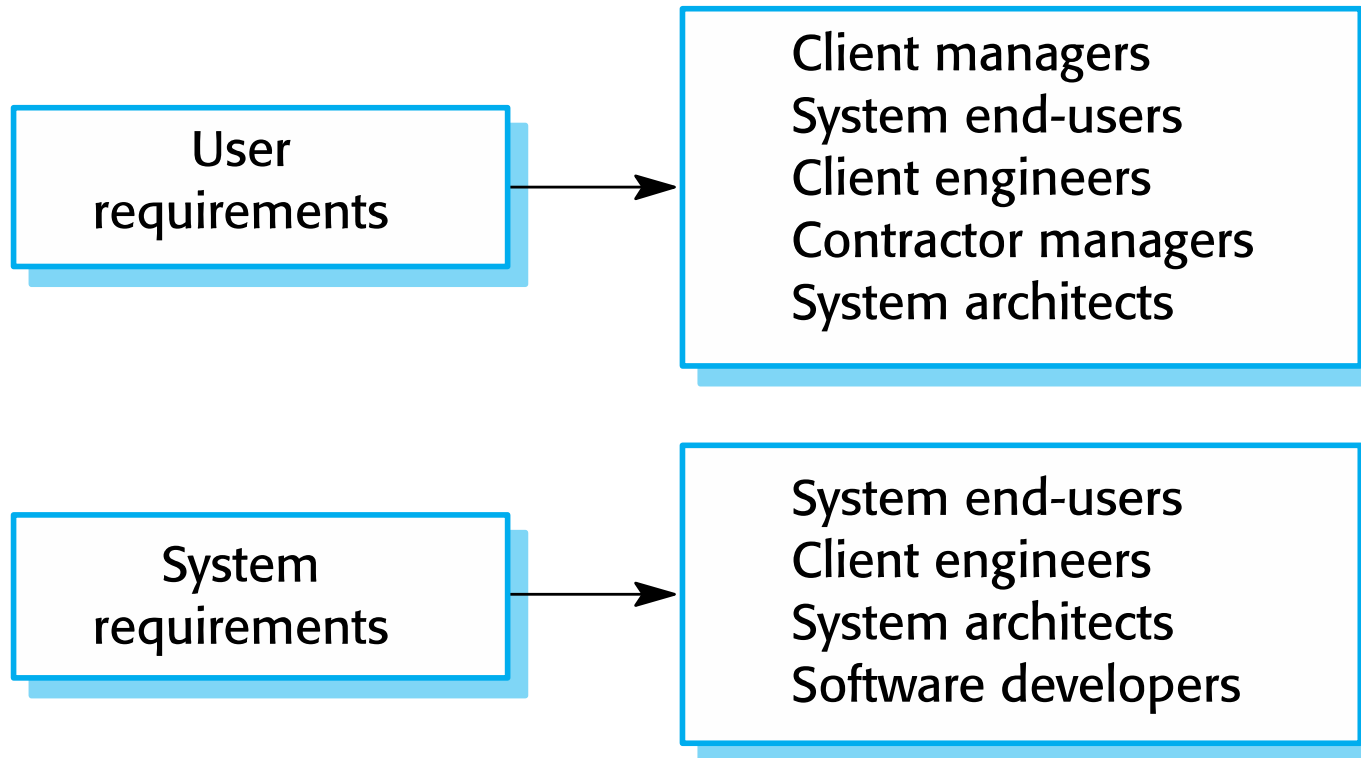 User
requirements
Client managers
System end-users
Client engineers
Contractor managers
System architects
System
requirements
System end-users
Client engineers
System architects
Software developers